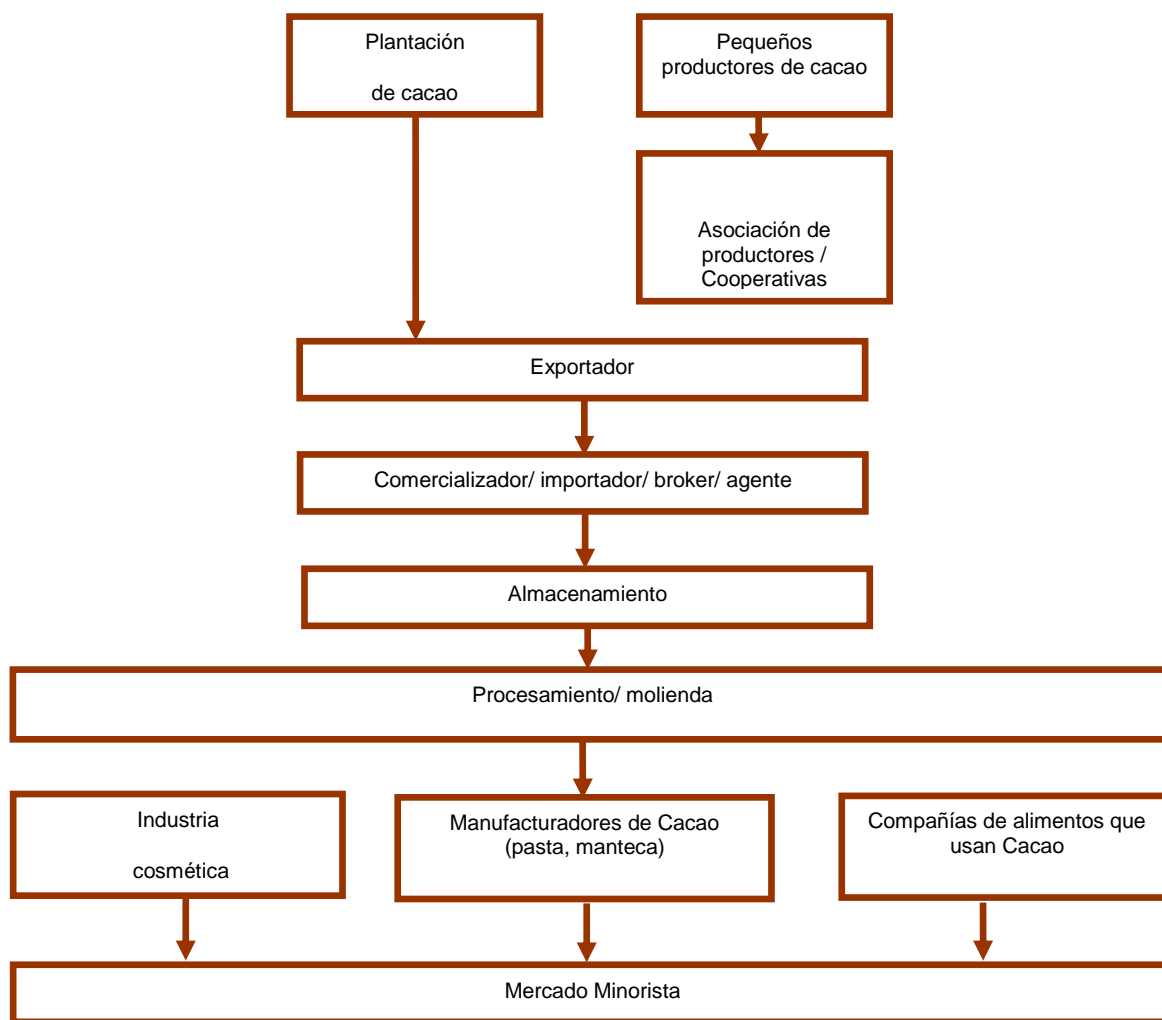 Plantación
de cacao
Pequeños
productores de cacao
Asociación de
productores /
Cooperativas
Exportador
Comercializador/ importador/ broker/ agente
Almacenamiento
Procesamiento/ molienda
Industria
cosmética
Manufacturadores de Cacao
(pasta, manteca)
Compañías de alimentos que
usan Cacao
Mercado Minorista